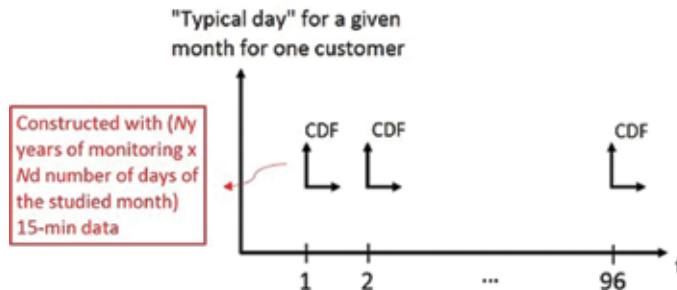 "Typical day" for a given
month for one customer
Constructed with (Ny
years of monitoring x
Nd number of days of
the studied month)
15-min data
CDF
CDF
CDF
1
2
...
96
t